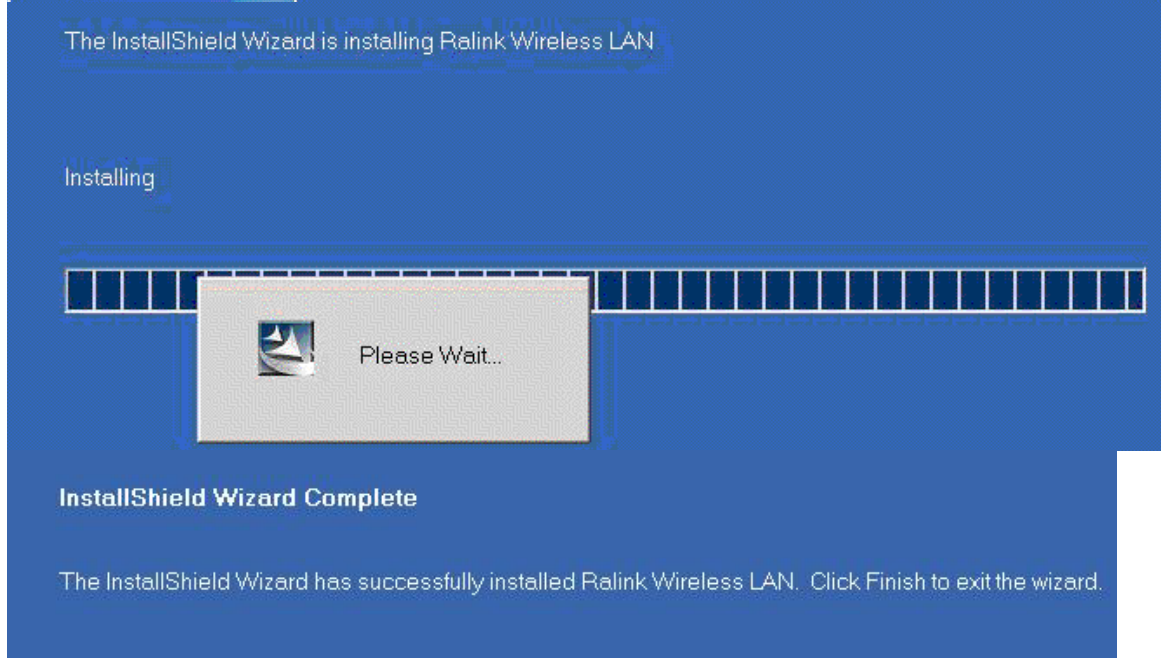 The InstallShield Wizard is installing Ralink Wireless LAN
Installing
Please Wait...
InstallShield Wizard Complete
The InstallShield Wizard has successfully installed Ralink Wireless LAN. Click Finish to exit the wizard.